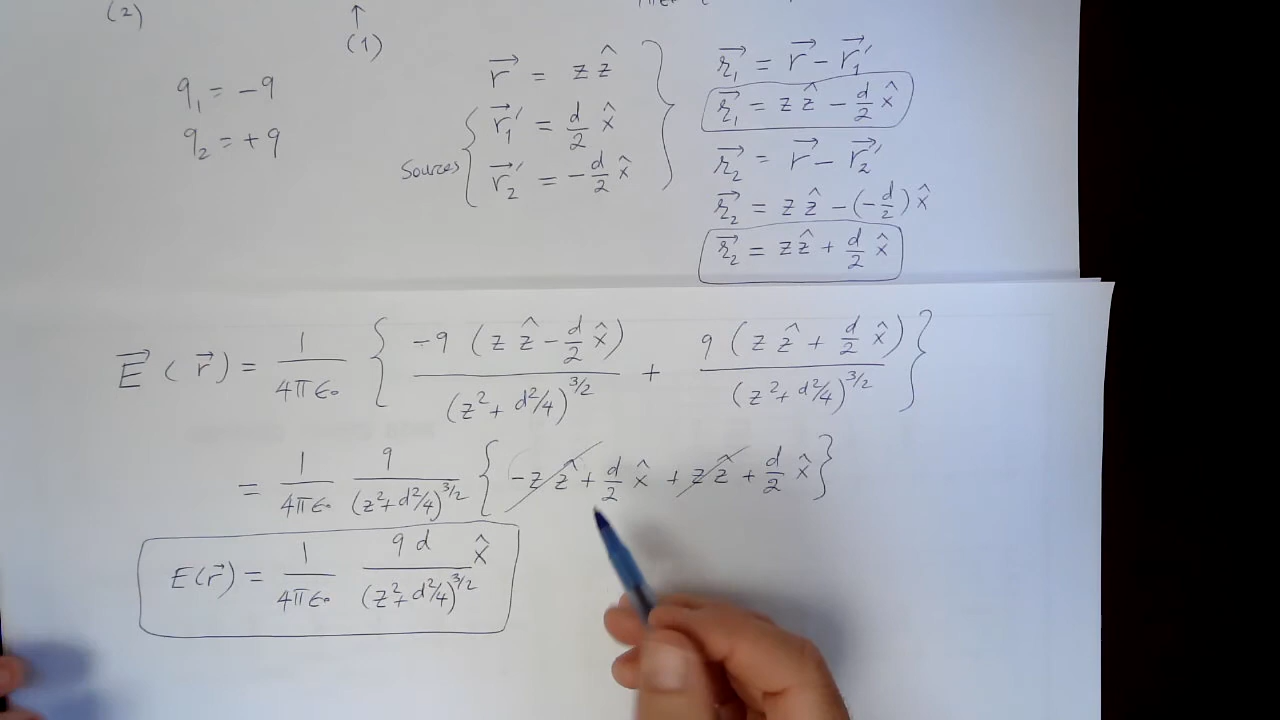 (2)
↑
(1)
q₁ = -q
q₂ = +q
r⃗ = z ẑ
Sources { r⃗₁' = d/2 x̂
r⃗₂' = -d/2 x̂
𝓇⃗₁ = r⃗ - r⃗₁'
𝓇⃗₁ = z ẑ - d/2 x̂
𝓇⃗₂ = r⃗ - r⃗₂'
𝓇⃗₂ = z ẑ - (-d/2) x̂
𝓇⃗₂ = z ẑ + d/2 x̂
E⃗ (r⃗) = 1/4πϵ₀ { -q (z ẑ - d/2 x̂)/(z² + d²/4)^3/2 + q (z ẑ + d/2 x̂)/(z² + d²/4)^3/2 }
= 1/4πϵ₀ q/(z² + d²/4)^3/2 { -z ẑ + d/2 x̂ + z ẑ + d/2 x̂ }
E(r⃗) = 1/4πϵ₀ q d/(z² + d²/4)^3/2 x̂